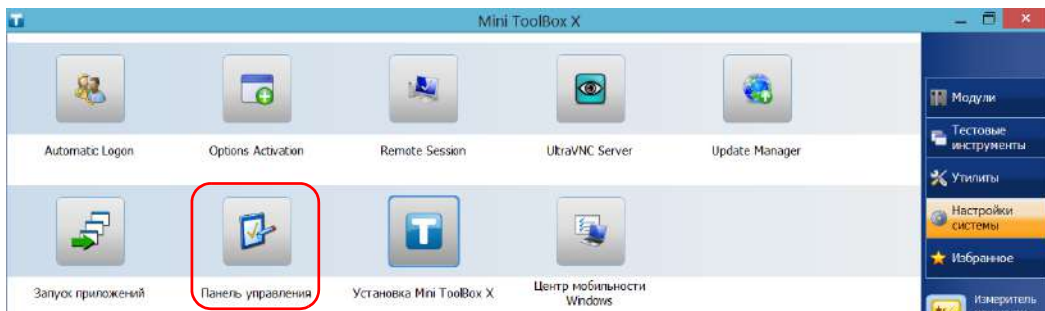 Mini ToolBox X
Automatic Logon
Options Activation
Remote Session
UltraVNC Server
Update Manager
Запуск приложений
Панель управления
Установка Mini ToolBox X
Центр мобильности
Windows
Модули
Тестовые
инструменты
Утилиты
Настройки
системы
Избранное
Измеритель